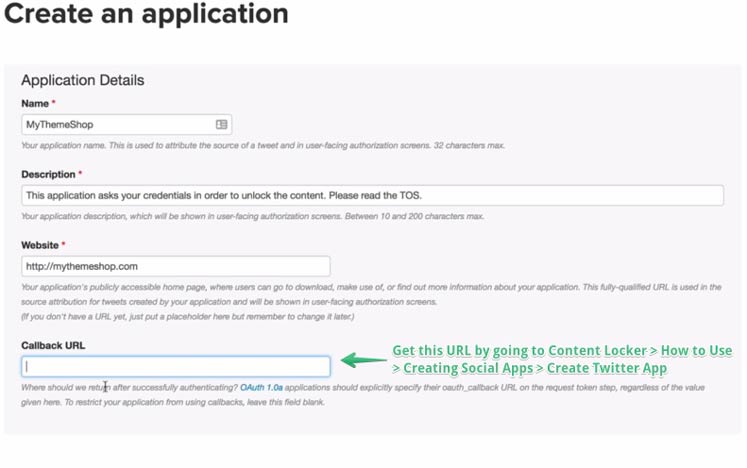 Create an application
Application Details
Name *
MyThemeShop
Your application name. This is used to attribute the source of a tweet and in user-facing authorization screens. 32 characters max.
Description *
This application asks your credentials in order to unlock the content. Please read the TOS.
Your application description, which will be shown in user-facing authorization screens. Between 10 and 200 characters max.
Website *
http://mythemeshop.com
Your application's publicly accessible home page, where users can go to download, make use of, or find out more information about your application. This fully-qualified URL is used in the
source attribution for tweets created by your application and will be shown in user-facing authorization screens.
(If you don't have a URL yet, just put a placeholder here but remember to change it later.)
Callback URL
Get this URL by going to Content Locker > How to Use
> Creating Social Apps > Create Twitter App
Where should we return after successfully authenticating? OAuth 1.0a applications should explicitly specify their oauth_callback URL on the request token step, regardless of the value
given here. To restrict your application from using callbacks, leave this field blank.